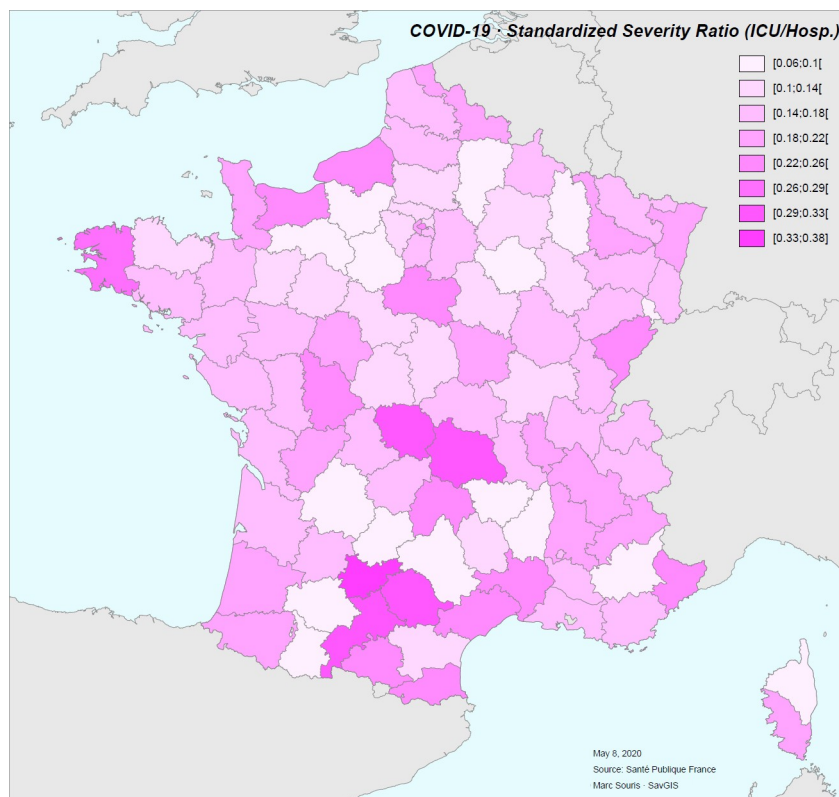 COVID-19 · Standardized Severity Ratio (ICU/Hosp.)
[0.06;0.1[
[0.1;0.14[
[0.14;0.18[
[0.18;0.22[
[0.22;0.26[
[0.26;0.29[
[0.29;0.33[
[0.33;0.38]
May 8, 2020
Source: Santé Publique France
Marc Souris - SavGIS